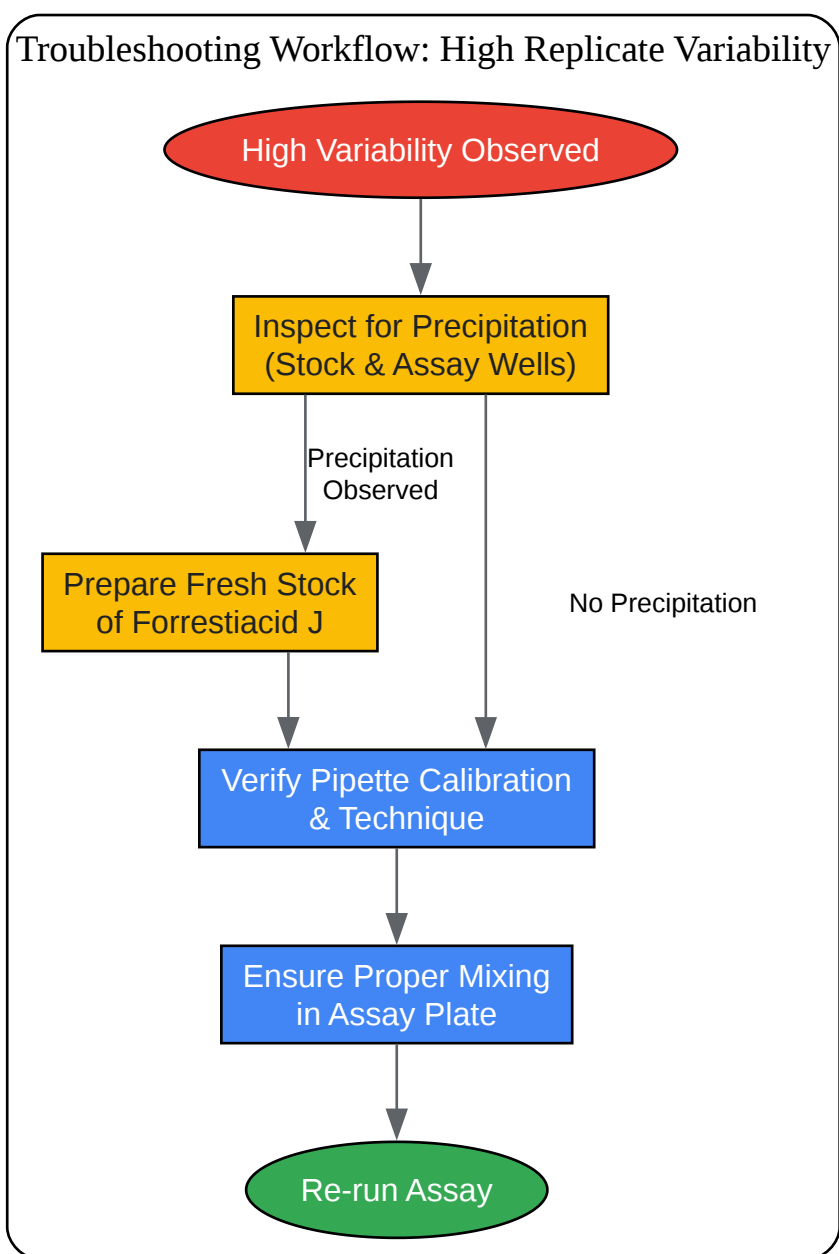 Troubleshooting Workflow: High Replicate Variability
High Variability Observed
Inspect for Precipitation
(Stock & Assay Wells)
Precipitation
Observed
Prepare Fresh Stock
of Forrestiacid J
No Precipitation
Verify Pipette Calibration
& Technique
Ensure Proper Mixing
in Assay Plate
Re-run Assay